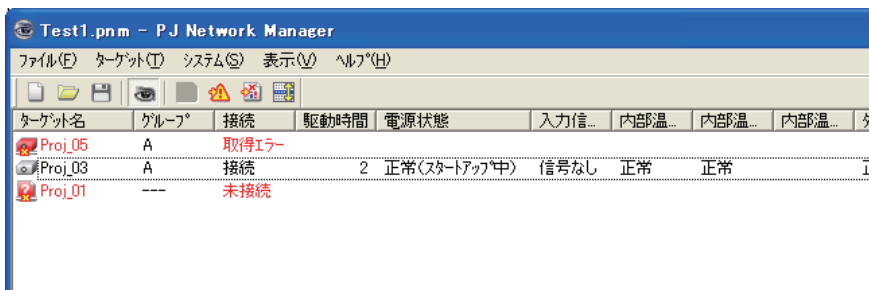 Test1.pnm - PJ Network Manager
ファイル(F) ターゲット(T) システム(S) 表示(V) ヘルプ(H)
ターゲット名 グループ 接続 駆動時間 電源状態 入力信... 内部温... 内部温... 内部温...
Proj_05 A 取得エラー
Proj_03 A 接続 2 正常(スタートアップ中) 信号なし 正常 正常
Proj_01 --- 未接続